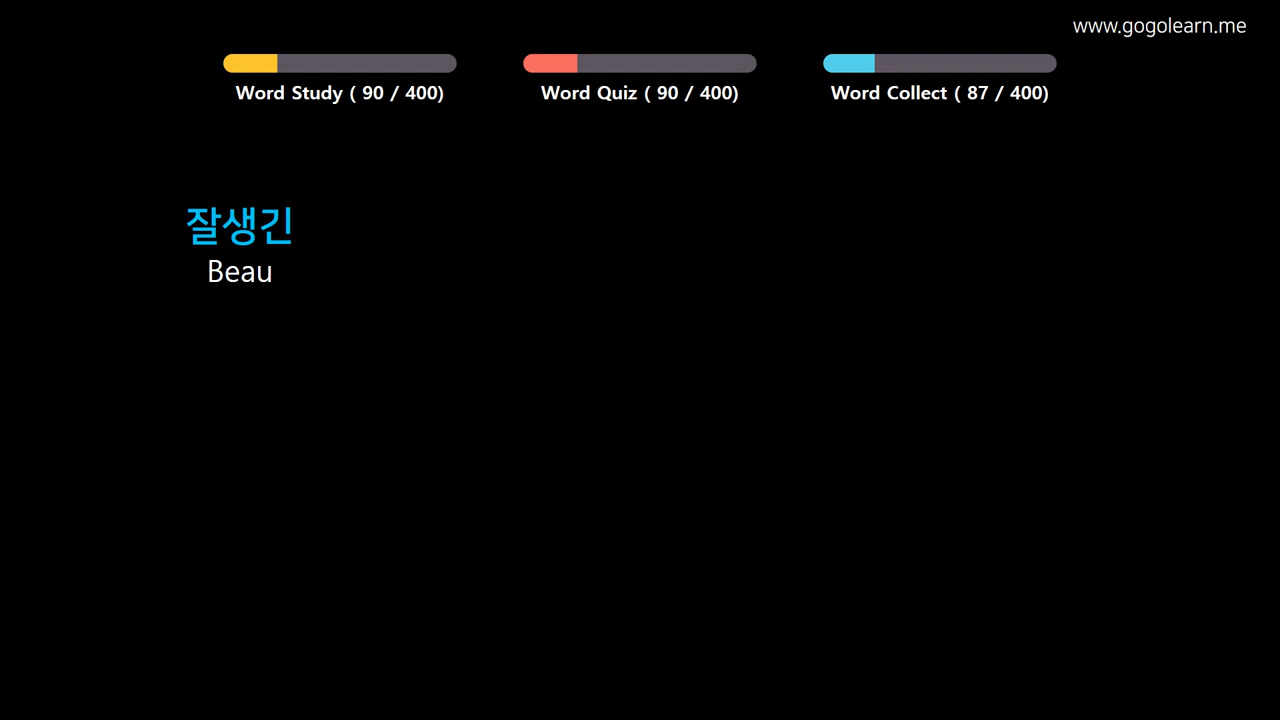 www.gogolearn.me
Word Study ( 90 / 400)
Word Quiz ( 90 / 400)
Word Collect ( 87 / 400)
잘생긴
Beau